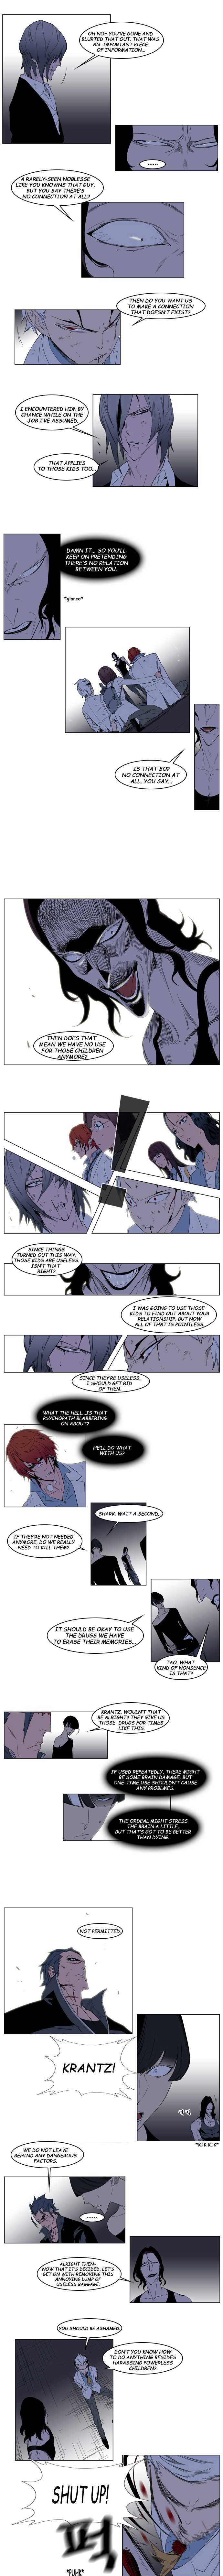 OH NO~ YOU'VE GONE AND
BLURTED THAT OUT. THAT WAS
AN IMPORTANT PIECE
OF INFORMATION...
......
A RARELY-SEEN NOBLESSE
LIKE YOU KNOWNS THAT GUY,
BUT YOU SAY THERE'S
NO CONNECTION AT ALL?
THEN DO YOU WANT US
TO MAKE A CONNECTION
THAT DOESN'T EXIST?
I ENCOUNTERED HIM BY
CHANCE WHILE ON THE
JOB I'VE ASSUMED.
THAT APPLIES
TO THOSE KIDS TOO...
DAMN IT... SO YOU'LL
KEEP ON PRETENDING
THERE'S NO RELATION
BETWEEN YOU.
*glance*
IS THAT SO?
NO CONNECTION AT
ALL, YOU SAY...
THEN DOES THAT
MEAN WE HAVE NO USE
FOR THOSE CHILDREN
ANYMORE?
SINCE THINGS
TURNED OUT THIS WAY,
THOSE KIDS ARE USELESS.
ISN'T THAT
RIGHT?
I WAS GOING TO USE THOSE
KIDS TO FIND OUT ABOUT YOUR
RELATIONSHIP, BUT NOW
ALL OF THAT IS POINTLESS.
SINCE THEY'RE USELESS,
I SHOULD GET RID
OF THEM.
WHAT THE HELL...IS THAT
PSYCHOPATH BLABBERING
ON ABOUT?
HE'LL DO WHAT
WITH US?
SHARK. WAIT A SECOND.
IF THEY'RE NOT NEEDED
ANYMORE, DO WE REALLY
NEED TO KILL THEM?
IT SHOULD BE OKAY TO USE
THE DRUGS WE HAVE
TO ERASE THEIR MEMORIES...
TAO. WHAT
KIND OF NONSENCE
IS THAT?
KRANTZ. WOULDN'T THAT
BE ALRIGHT? THEY GIVE US
THOSE DRUGS FOR TIMES
LIKE THIS.
IF USED REPEATEDLY, THERE MIGHT
BE SOME BRAIN DAMAGE, BUT
ONE-TIME USE SHOULDN'T CAUSE
ANY PROBLMES.
THE ORDEAL MIGHT STRESS
THE BRAIN A LITTLE,
BUT THAT'S GOT TO BE BETTER
THAN DYING.
NOT PERMITTED.
KRANTZ!
*KIK KIK*
WE DO NOT LEAVE
BEHIND ANY DANGEROUS
FACTORS.
......
ALRIGHT THEN~
NOW THAT IT'S DECIDED, LET'S
GET ON WITH REMOVING THIS
ANNOYING LUMP OF
USELESS BAGGAGE.
YOU SHOULD BE ASHAMED.
DON'T YOU KNOW HOW
TO DO ANYTHING BESIDES
HARASSING POWERLESS
CHILDREN?
SHUT UP!
퍽
*PUHK*